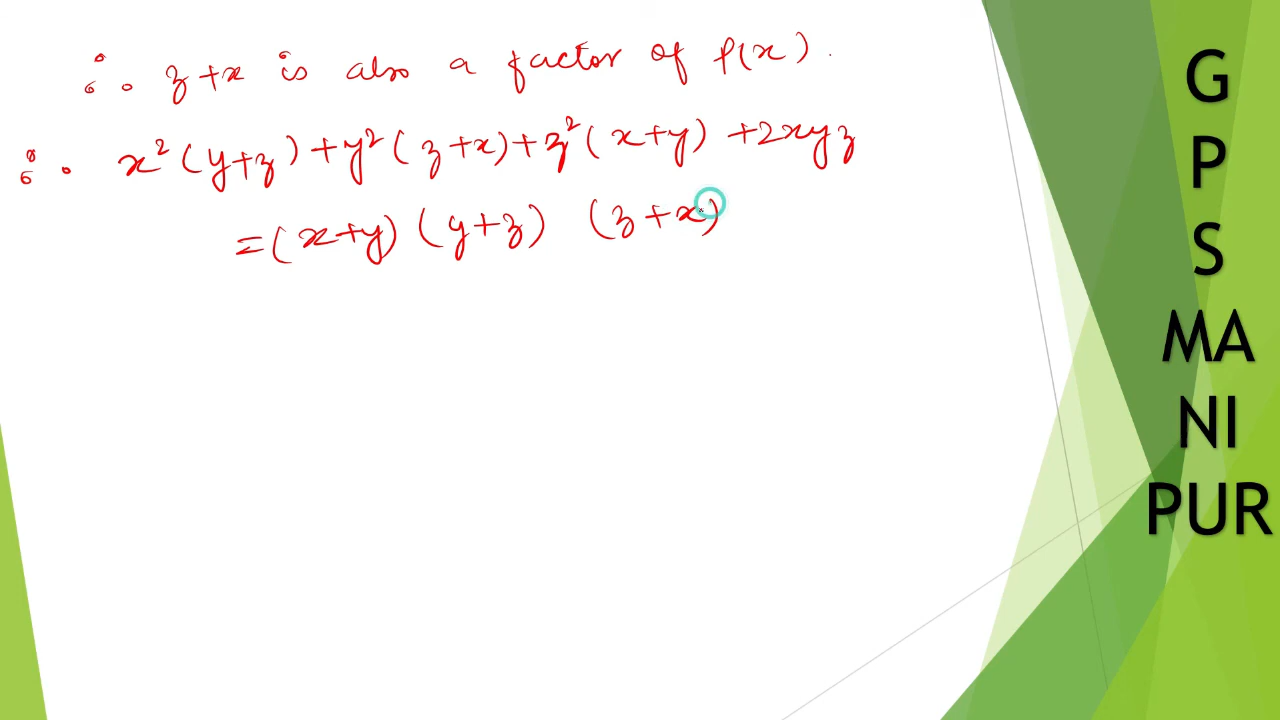 ∴ z+x is also a factor of P(x).
∴ x²(y+z)+y²(z+x)+z²(x+y)+2xyz
=(x+y)(y+z) (z+x)
G
P
S
MA
NI
PUR